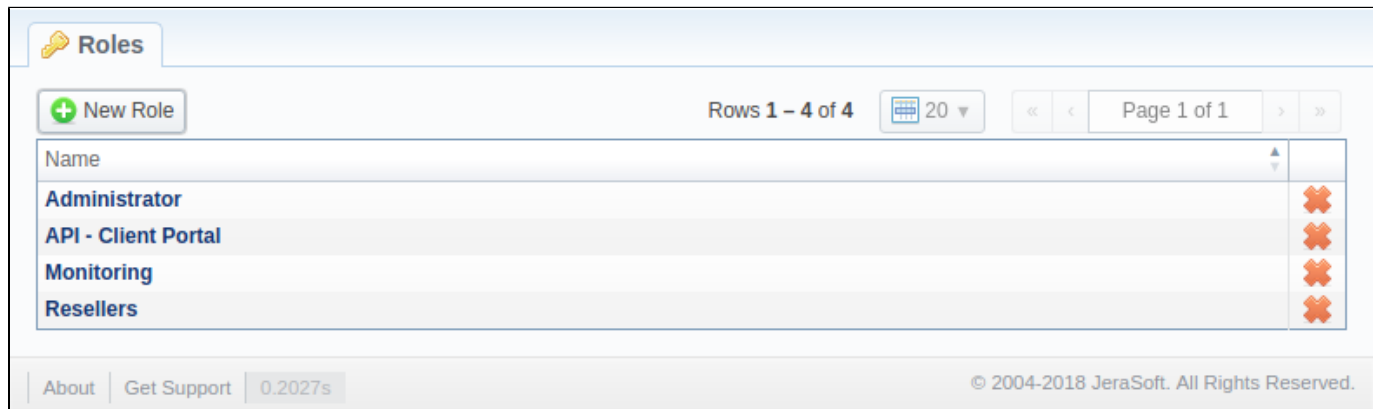 Roles
New Role Rows 1 – 4 of 4 20 ▼ « ‹ Page 1 of 1 › »
Name
Administrator
API - Client Portal
Monitoring
Resellers
About Get Support 0.2027s © 2004-2018 JeraSoft. All Rights Reserved.